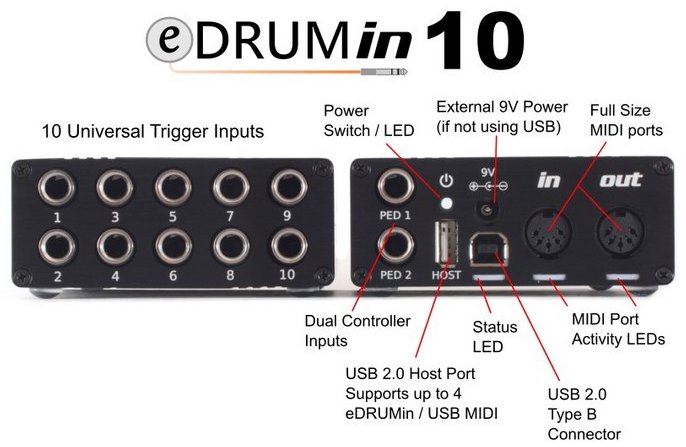 eDRUMin 10
10 Universal Trigger Inputs
Power
Switch / LED
External 9V Power
(if not using USB)
Full Size
MIDI ports
1
3
5
7
9
2
4
6
8
10
PED 1
PED 2
HOST
9V
in
out
Dual Controller
Inputs
Status
LED
MIDI Port
Activity LEDs
USB 2.0 Host Port
Supports up to 4
eDRUMin / USB MIDI
USB 2.0
Type B
Connector